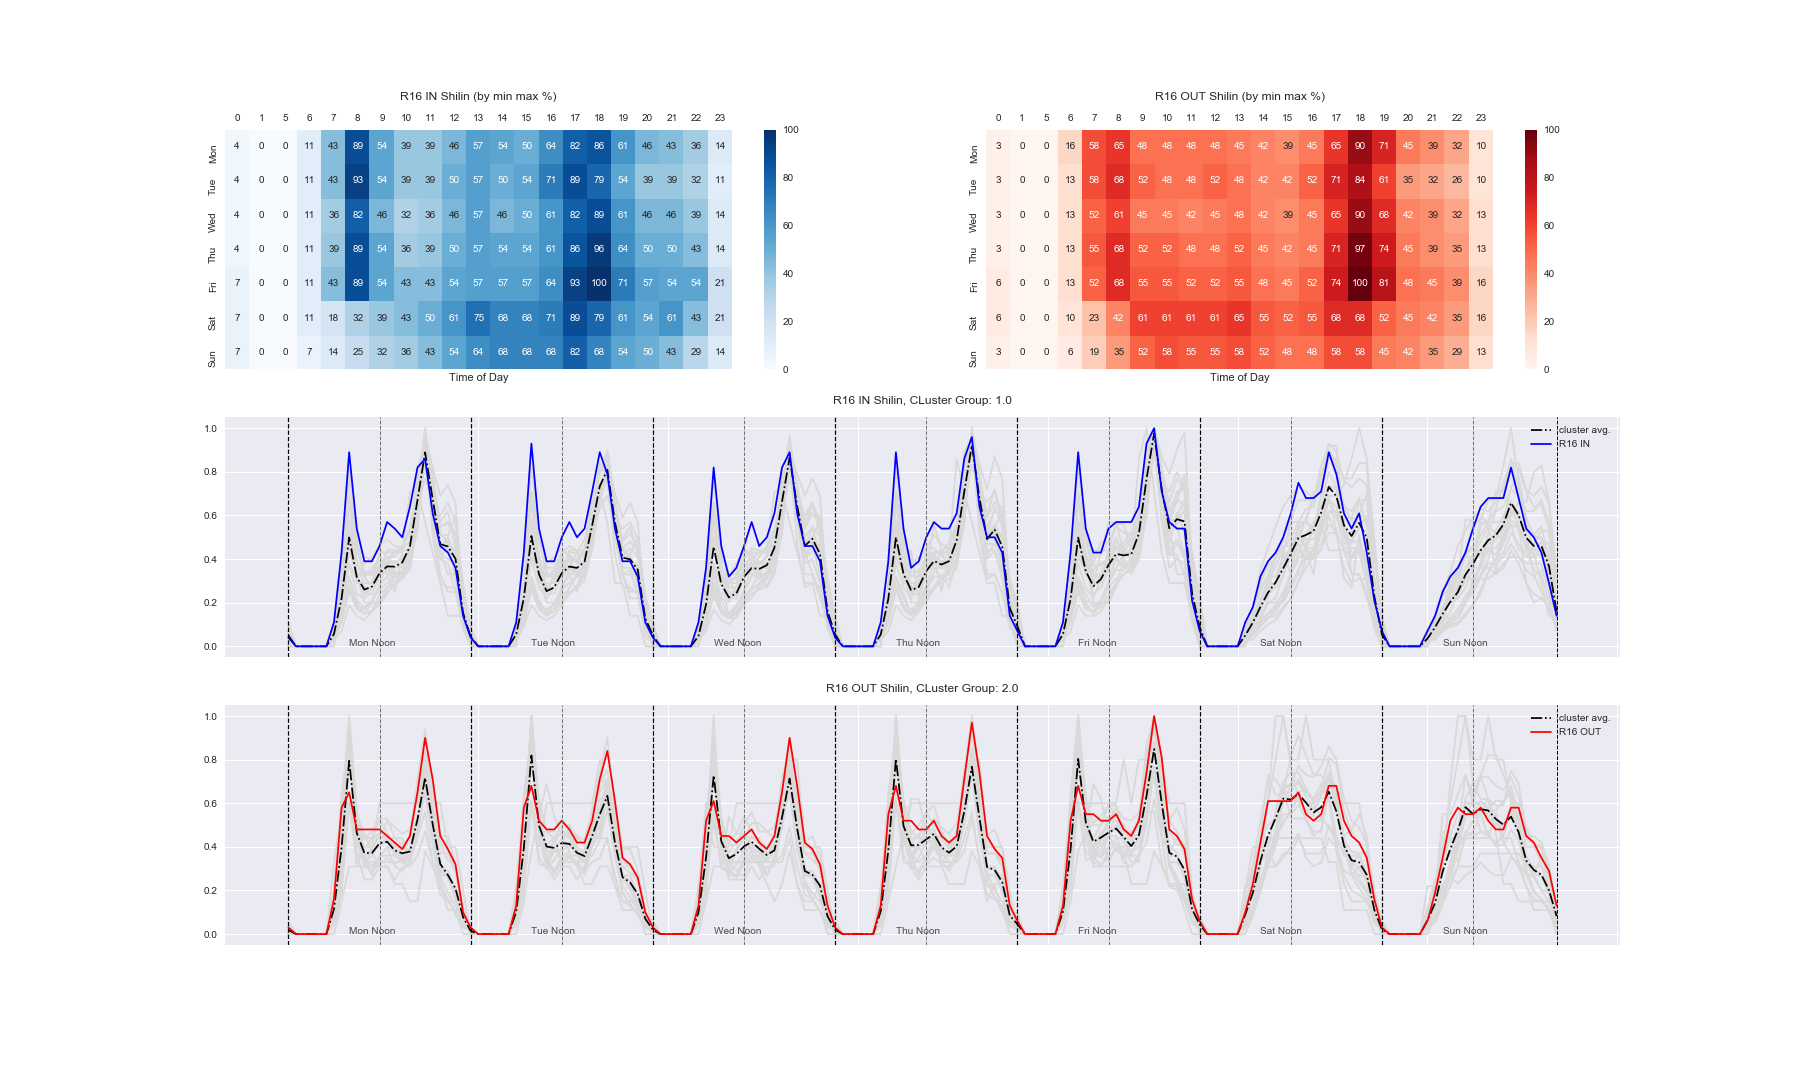 R16 IN Shilin (by min max %)
0 1 5 6 7 8 9 10 11 12 13 14 15 16 17 18 19 20 21 22 23
Mon 4 0 0 11 43 89 54 39 39 46 57 54 50 64 82 86 61 46 43 36 14
Tue 4 0 0 11 43 93 54 39 39 50 57 50 54 71 89 79 54 39 39 32 11
Wed 4 0 0 11 36 82 46 32 36 46 57 46 50 61 82 89 61 46 46 39 14
Thu 4 0 0 11 39 89 54 36 39 50 57 54 54 61 86 96 64 50 50 43 14
Fri 7 0 0 11 43 89 54 43 43 54 57 57 57 64 93 100 71 57 54 54 21
Sat 7 0 0 11 18 32 39 43 50 61 75 68 68 71 89 79 61 54 61 43 21
Sun 7 0 0 7 14 25 32 36 43 54 64 68 68 68 82 68 54 50 43 29 14
Time of Day
100
80
60
40
20
0
R16 OUT Shilin (by min max %)
0 1 5 6 7 8 9 10 11 12 13 14 15 16 17 18 19 20 21 22 23
Mon 3 0 0 16 58 65 48 48 48 48 45 42 39 45 65 90 71 45 39 32 10
Tue 3 0 0 13 58 68 52 48 48 52 48 42 42 52 71 84 61 35 32 26 10
Wed 3 0 0 13 52 61 45 45 42 45 48 42 39 45 65 90 68 42 39 32 13
Thu 3 0 0 13 55 68 52 52 48 48 52 45 42 45 71 97 74 45 39 35 13
Fri 6 0 0 13 52 68 55 55 52 52 55 48 45 52 74 100 81 48 45 39 16
Sat 6 0 0 10 23 42 61 61 61 61 65 55 52 55 68 68 52 45 42 35 16
Sun 3 0 0 6 19 35 52 58 55 55 58 52 48 48 58 58 45 42 35 29 13
Time of Day
100
80
60
40
20
0
R16 IN Shilin, CLuster Group: 1.0
1.0
0.8
0.6
0.4
0.2
0.0
cluster avg.
R16 IN
Mon Noon Tue Noon Wed Noon Thu Noon Fri Noon Sat Noon Sun Noon
R16 OUT Shilin, CLuster Group: 2.0
1.0
0.8
0.6
0.4
0.2
0.0
cluster avg.
R16 OUT
Mon Noon Tue Noon Wed Noon Thu Noon Fri Noon Sat Noon Sun Noon